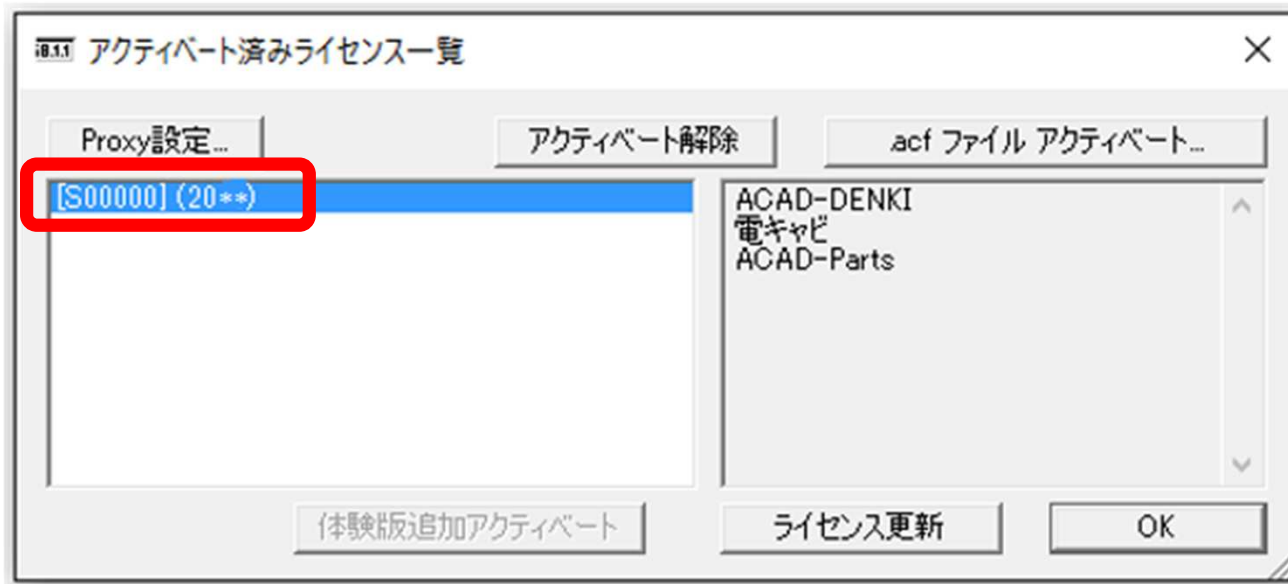 i8.1.1 アクティベート済みライセンス一覧
Proxy設定... アクティベート解除 .acf ファイル アクティベート...
[S00000] (20**)
ACAD-DENKI
電キャビ
ACAD-Parts
体験版追加アクティベート ライセンス更新 OK